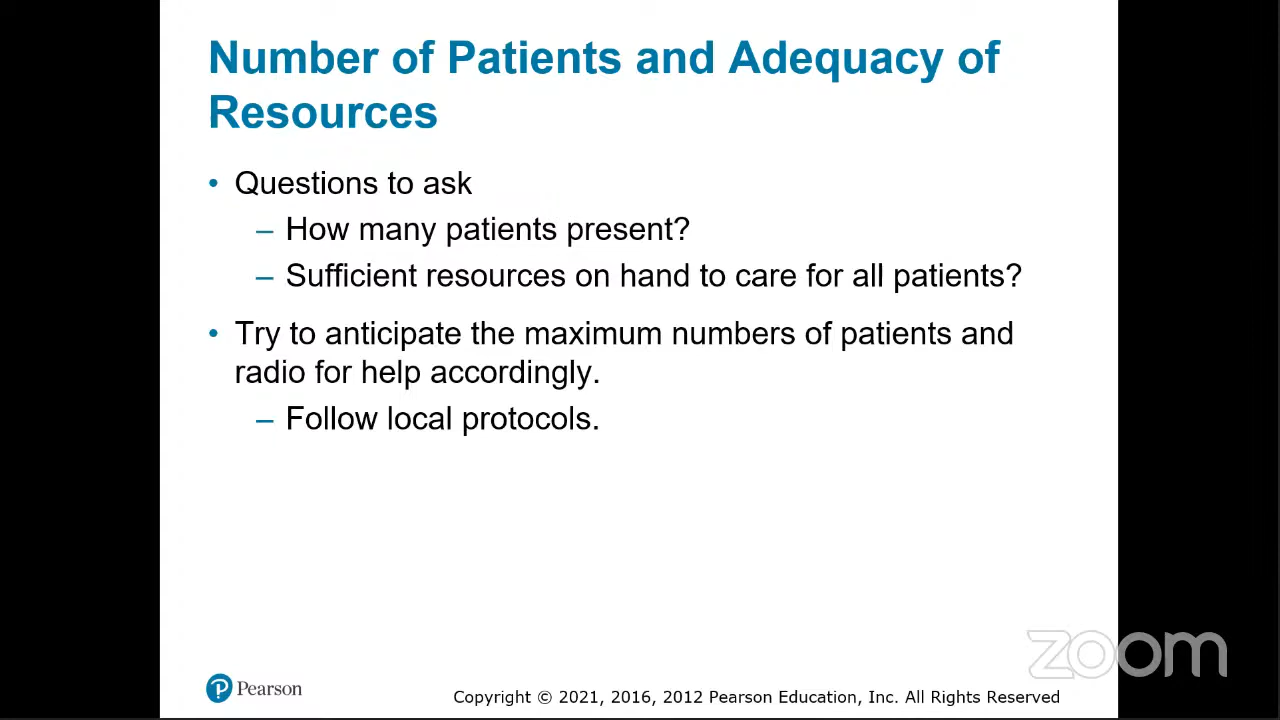 Number of Patients and Adequacy of
Resources
• Questions to ask
– How many patients present?
– Sufficient resources on hand to care for all patients?
• Try to anticipate the maximum numbers of patients and
radio for help accordingly.
– Follow local protocols.
zoom
Pearson
Copyright © 2021, 2016, 2012 Pearson Education, Inc. All Rights Reserved